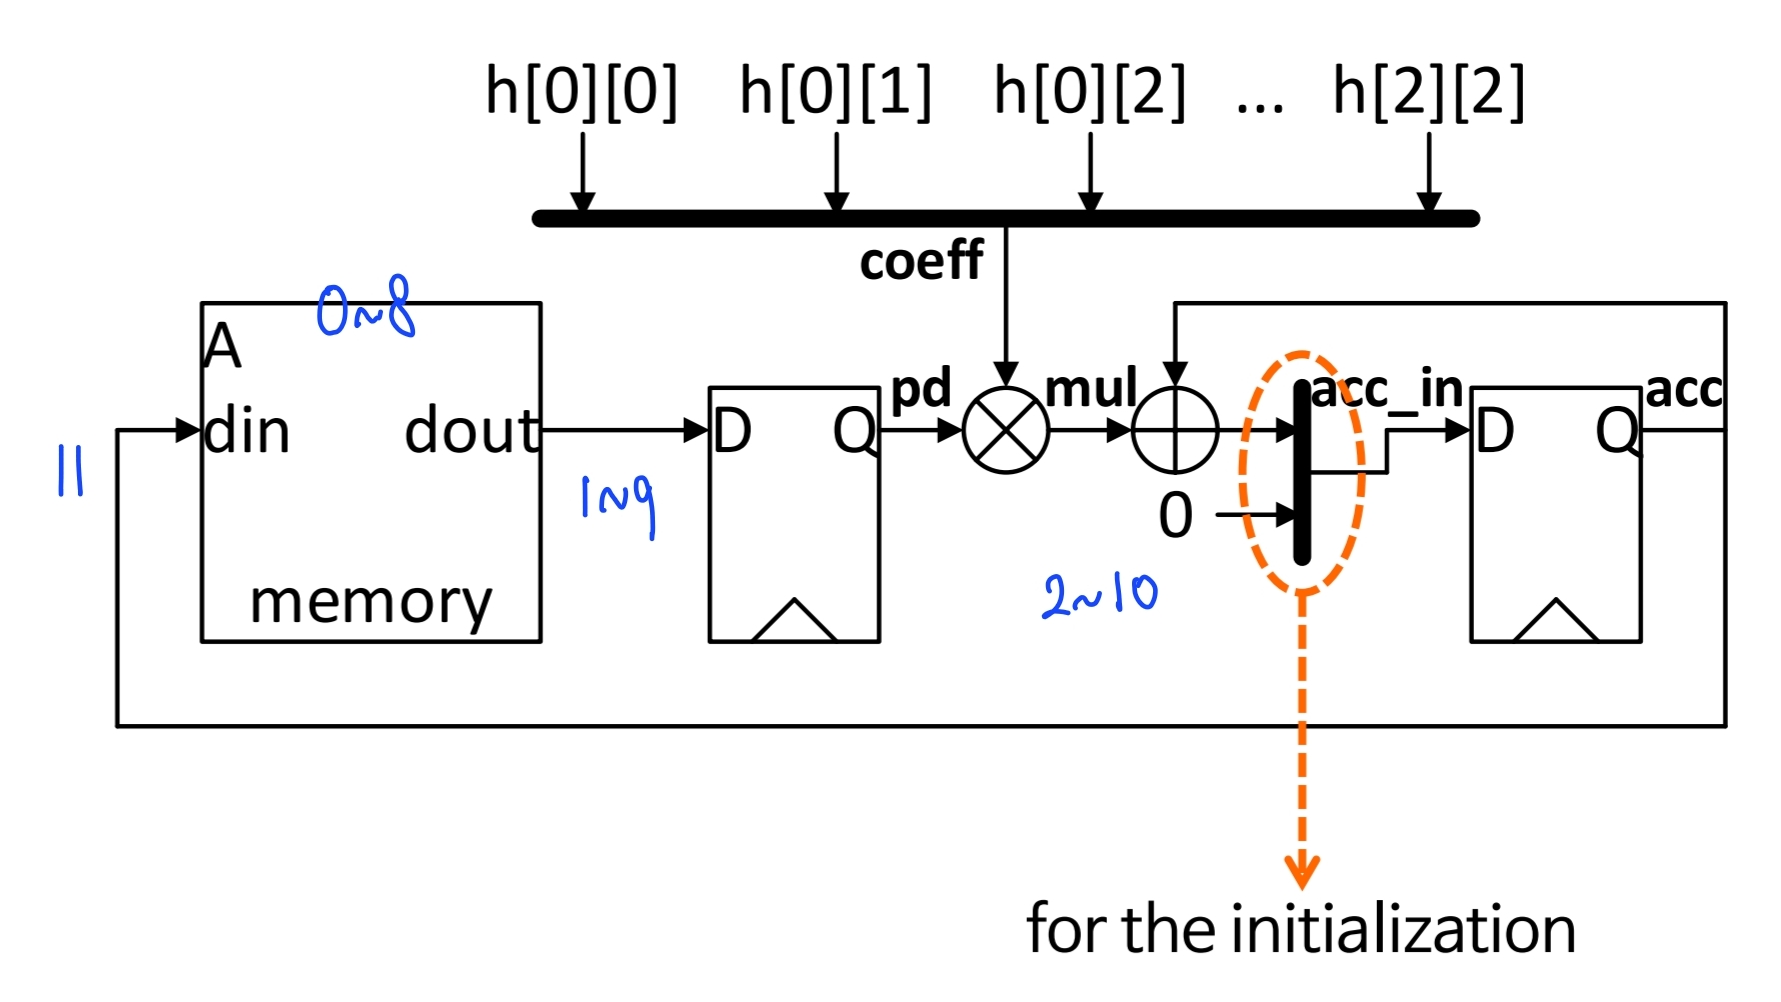 h[0][0] h[0][1] h[0][2] ... h[2][2]
coeff
0~8
A
pd mul acc_in acc
din dout D Q D Q
11
1~9
0
2~10
memory
for the initialization